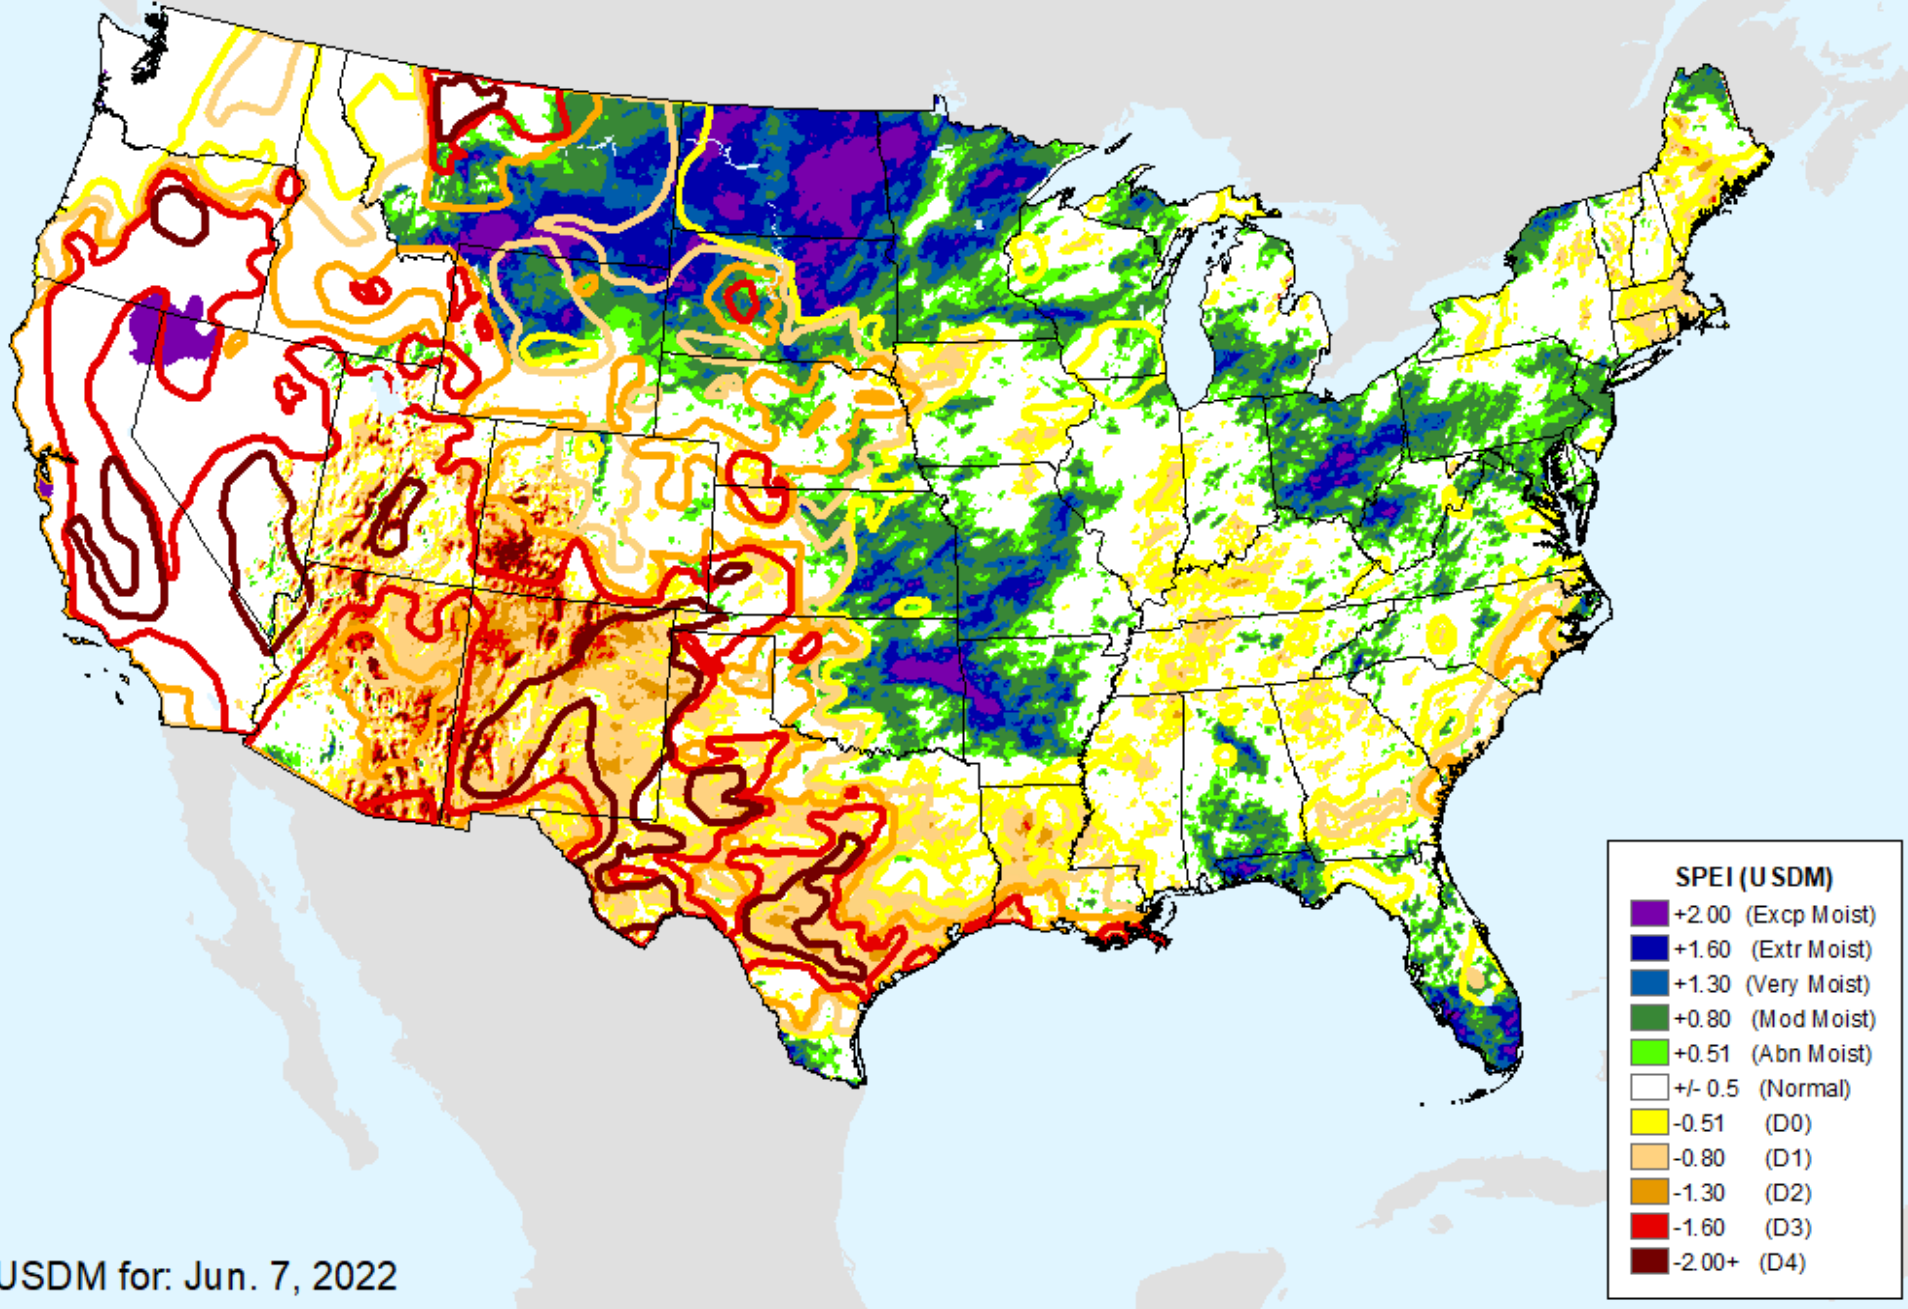 SPEI (USDM)
+2.00 (Excp Moist)
+1.60 (Extr Moist)
+1.30 (Very Moist)
+0.80 (Mod Moist)
+0.51 (Abn Moist)
+/- 0.5 (Normal)
-0.51 (D0)
-0.80 (D1)
-1.30 (D2)
-1.60 (D3)
-2.00+ (D4)
USDM for: Jun. 7, 2022